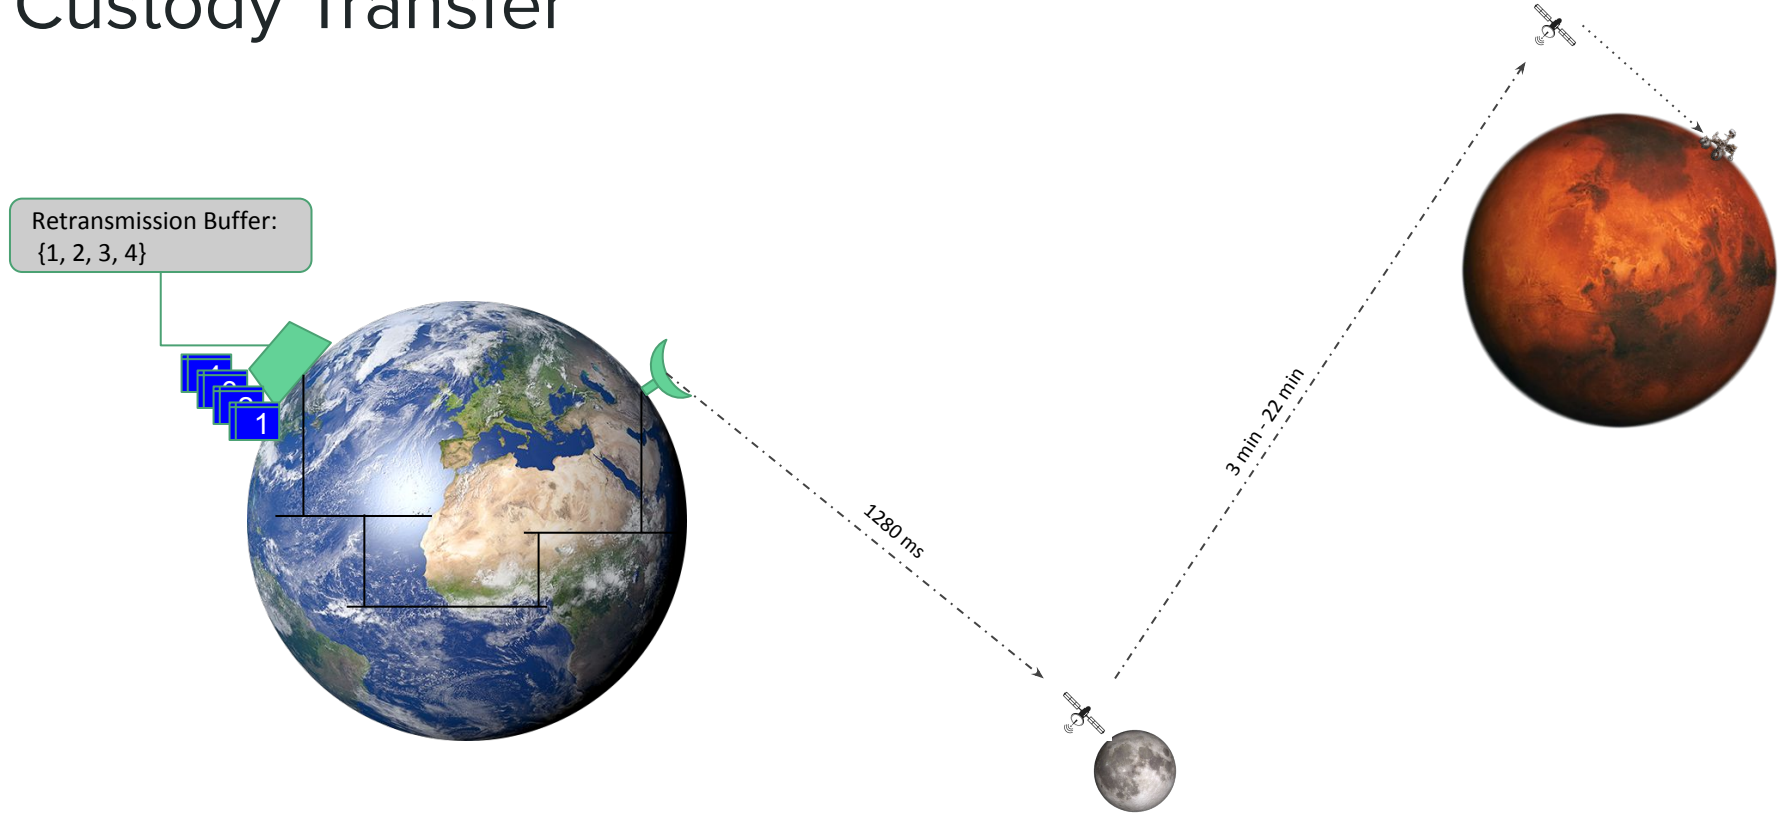 Custody Transfer
Retransmission Buffer:
{1, 2, 3, 4}
1
1280 ms
3 min - 22 min